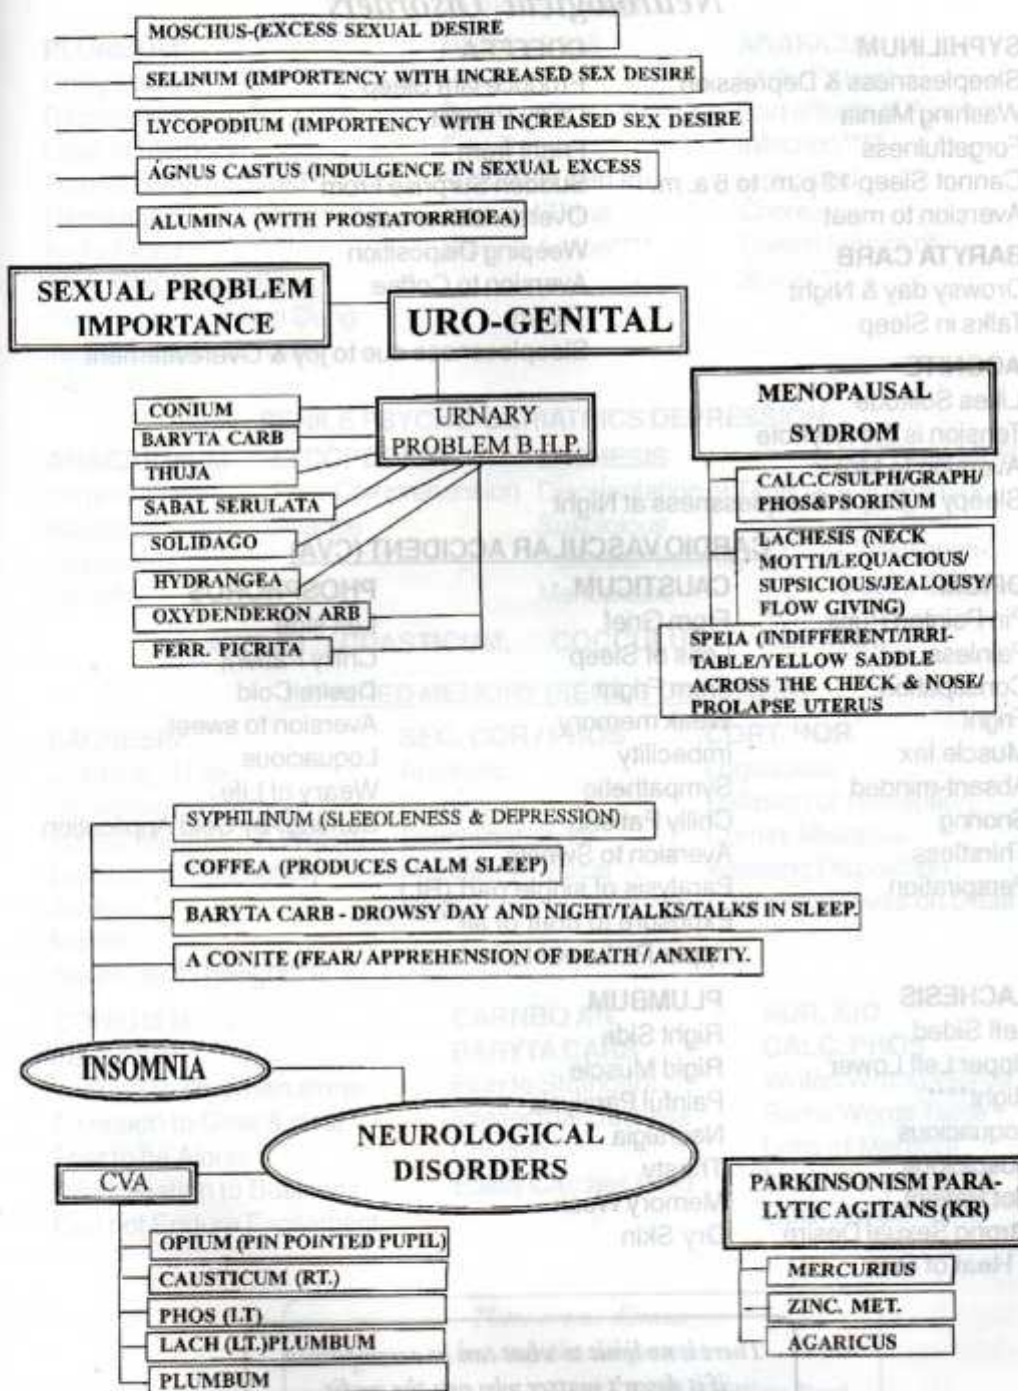 MOSCHUS-(EXCESS SEXUAL DESIRE
SELINUM (IMPORTENCY WITH INCREASED SEX DESIRE
LYCOPODIUM (IMPORTENCY WITH INCREASED SEX DESIRE
AGNUS CASTUS (INDULGENCE IN SEXUAL EXCESS
ALUMINA (WITH PROSTATORRHOEA)
SEXUAL PRQBLEM
IMPORTANCE
URO-GENITAL
CONIUM
BARYTA CARB
THUJA
SABAL SERULATA
SOLIDAGO
HYDRANGEA
OXYDENDERON ARB
FERR. PICRITA
URNARY
PROBLEM B.H.P.
MENOPAUSAL
SYDROM
CALC.C/SULPH/GRAPH/
PHOS&PSORINUM
LACHESIS (NECK
MOTTI/LEQUACIOUS/
SUPSICIOUS/JEALOUSY/
FLOW GIVING)
SPEIA (INDIFFERENT/IRRI-
TABLE/YELLOW SADDLE
ACROSS THE CHECK & NOSE/
PROLAPSE UTERUS
SYPHILINUM (SLEEOLENESS & DEPRESSION)
COFFEA (PRODUCES CALM SLEEP)
BARYTA CARB - DROWSY DAY AND NIGHT/TALKS/TALKS IN SLEEP.
A CONITE (FEAR/ APPREHENSION OF DEATH / ANXIETY.
INSOMNIA
NEUROLOGICAL
DISORDERS
CVA
OPIUM (PIN POINTED PUPIL)
CAUSTICUM (RT.)
PHOS (LT)
LACH (LT.)PLUMBUM
PLUMBUM
PARKINSONISM PARA-
LYTIC AGITANS (KR)
MERCURIUS
ZINC. MET.
AGARICUS